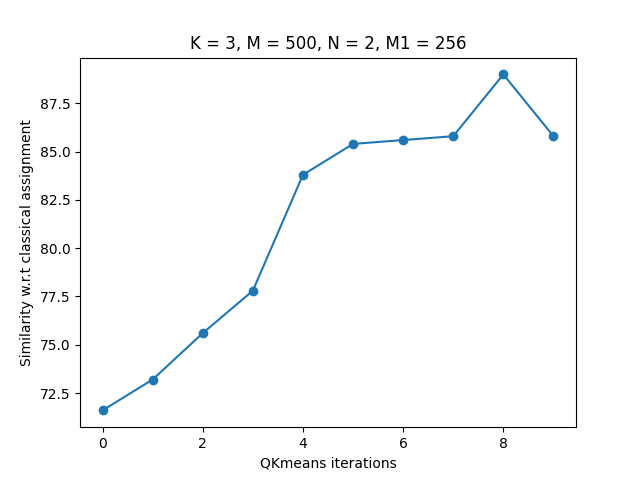 K = 3, M = 500, N = 2, M1 = 256
Similarity w.r.t classical assignment
87.5
85.0
82.5
80.0
77.5
75.0
72.5
0 2 4 6 8
QKmeans iterations